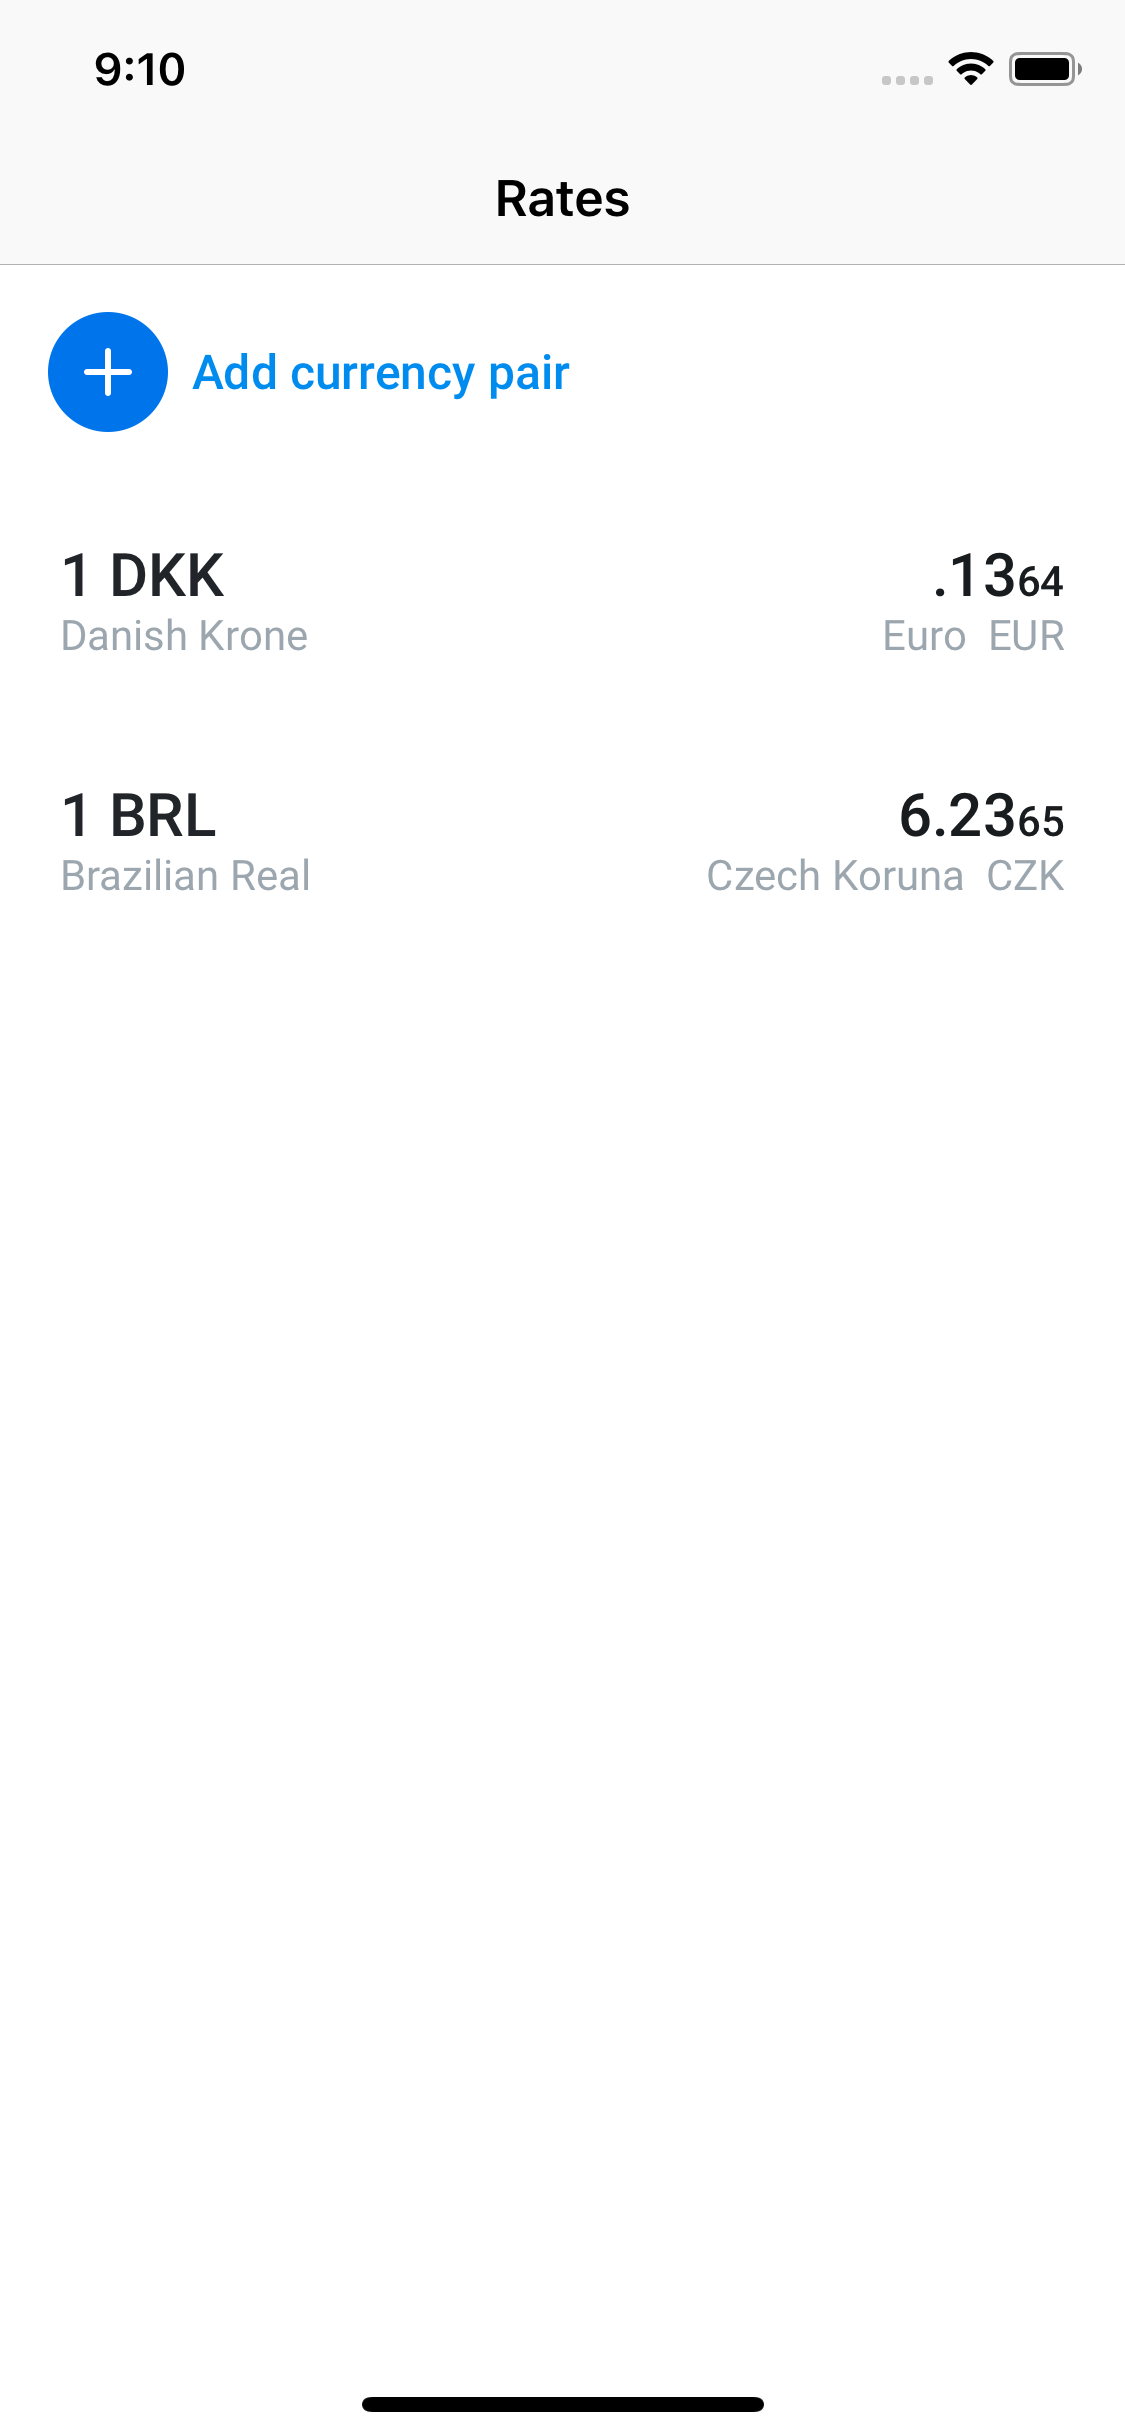 9:10
Rates
Add currency pair
1 DKK .1364
Danish Krone Euro EUR
1 BRL 6.2365
Brazilian Real Czech Koruna CZK